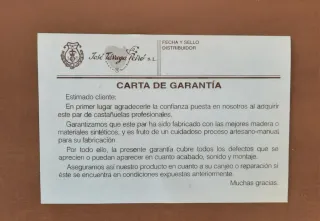 José
S.L.
FECHA Y SELLO
DISTRIBUIDOR
CARTA DE GARANTÍA
Estimado cliente:
En primer lugar agradecerle la confianza puesta en nosotros al adquirir
este par de castañuelas profesionales.
Garantizamos que este par ha sido fabricado con las mejores madera o
materiales sintéticos, y es fruto de un cuidadoso proceso artesano-manual
para su fabricación.
Por todo ello, la presente garantía cubre todos los defectos que se
aprecien o puedan aparecer en cuanto acabado, sonido y montaje.
Aseguramos así nuestro producto en cuanto a su canjeo o reparación si
éste se encuentra en condiciones expuestas anteriormente.
Muchas gracias.